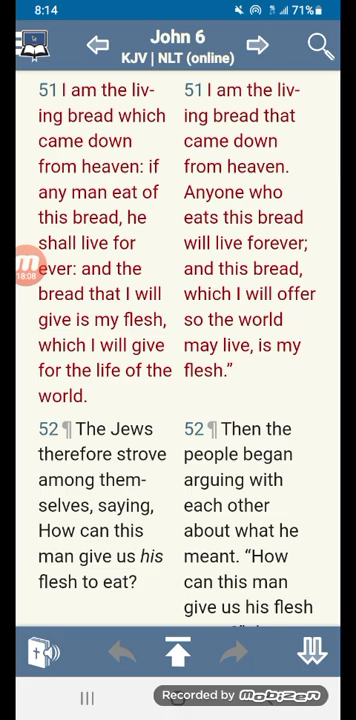 8:14
71%
John 6
KJV | NLT (online)
51 I am the liv-
ing bread which
came down
from heaven: if
any man eat of
this bread, he
shall live for
ever: and the
bread that I will
give is my flesh,
which I will give
for the life of the
world.
52 ¶ The Jews
therefore strove
among them-
selves, saying,
How can this
man give us his
flesh to eat?
51 I am the liv-
ing bread that
came down
from heaven.
Anyone who
eats this bread
will live forever;
and this bread,
which I will offer
so the world
may live, is my
flesh.”
52 ¶ Then the
people began
arguing with
each other
about what he
meant. “How
can this man
give us his flesh
18:08
Recorded by mobizen